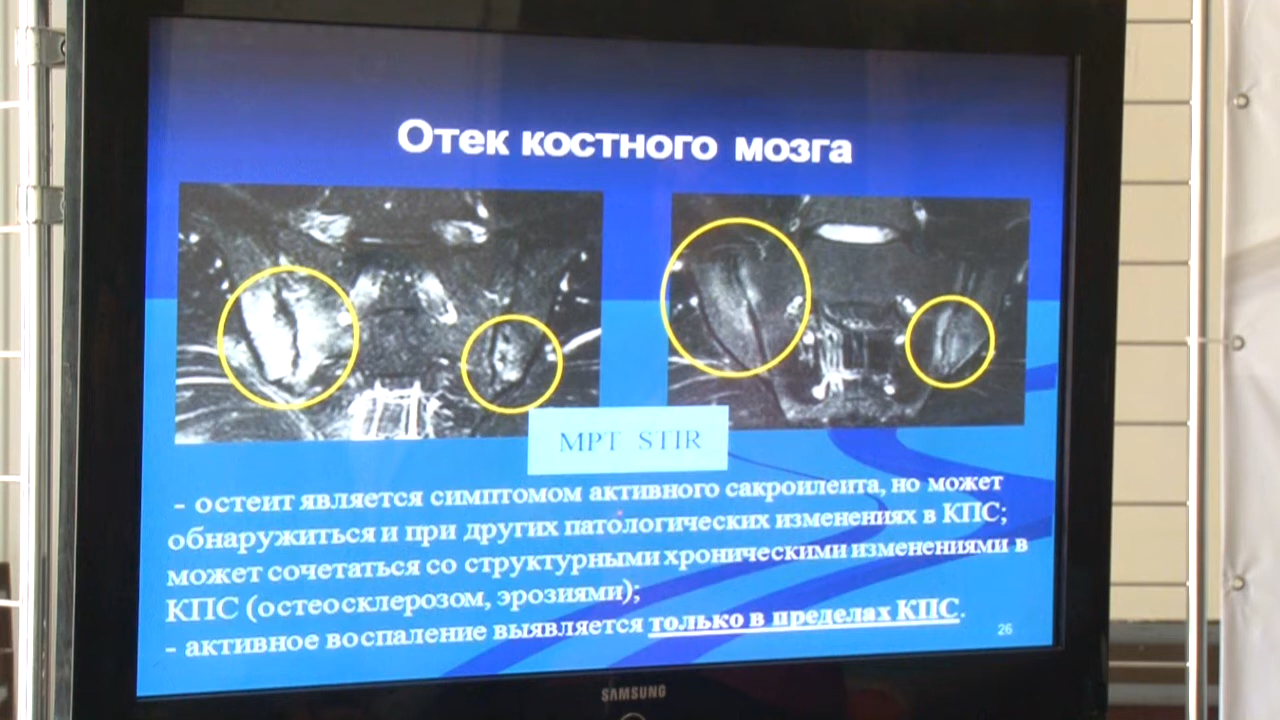 Отек костного мозга
МРТ STIR
- остеит является симптомом активного сакроилеита, но может
обнаружиться и при других патологических изменениях в КПС;
может сочетаться со структурными хроническими изменениями в
КПС (остеосклерозом, эрозиями);
- активное воспаление выявляется только в пределах КПС.
26
SAMSUNG